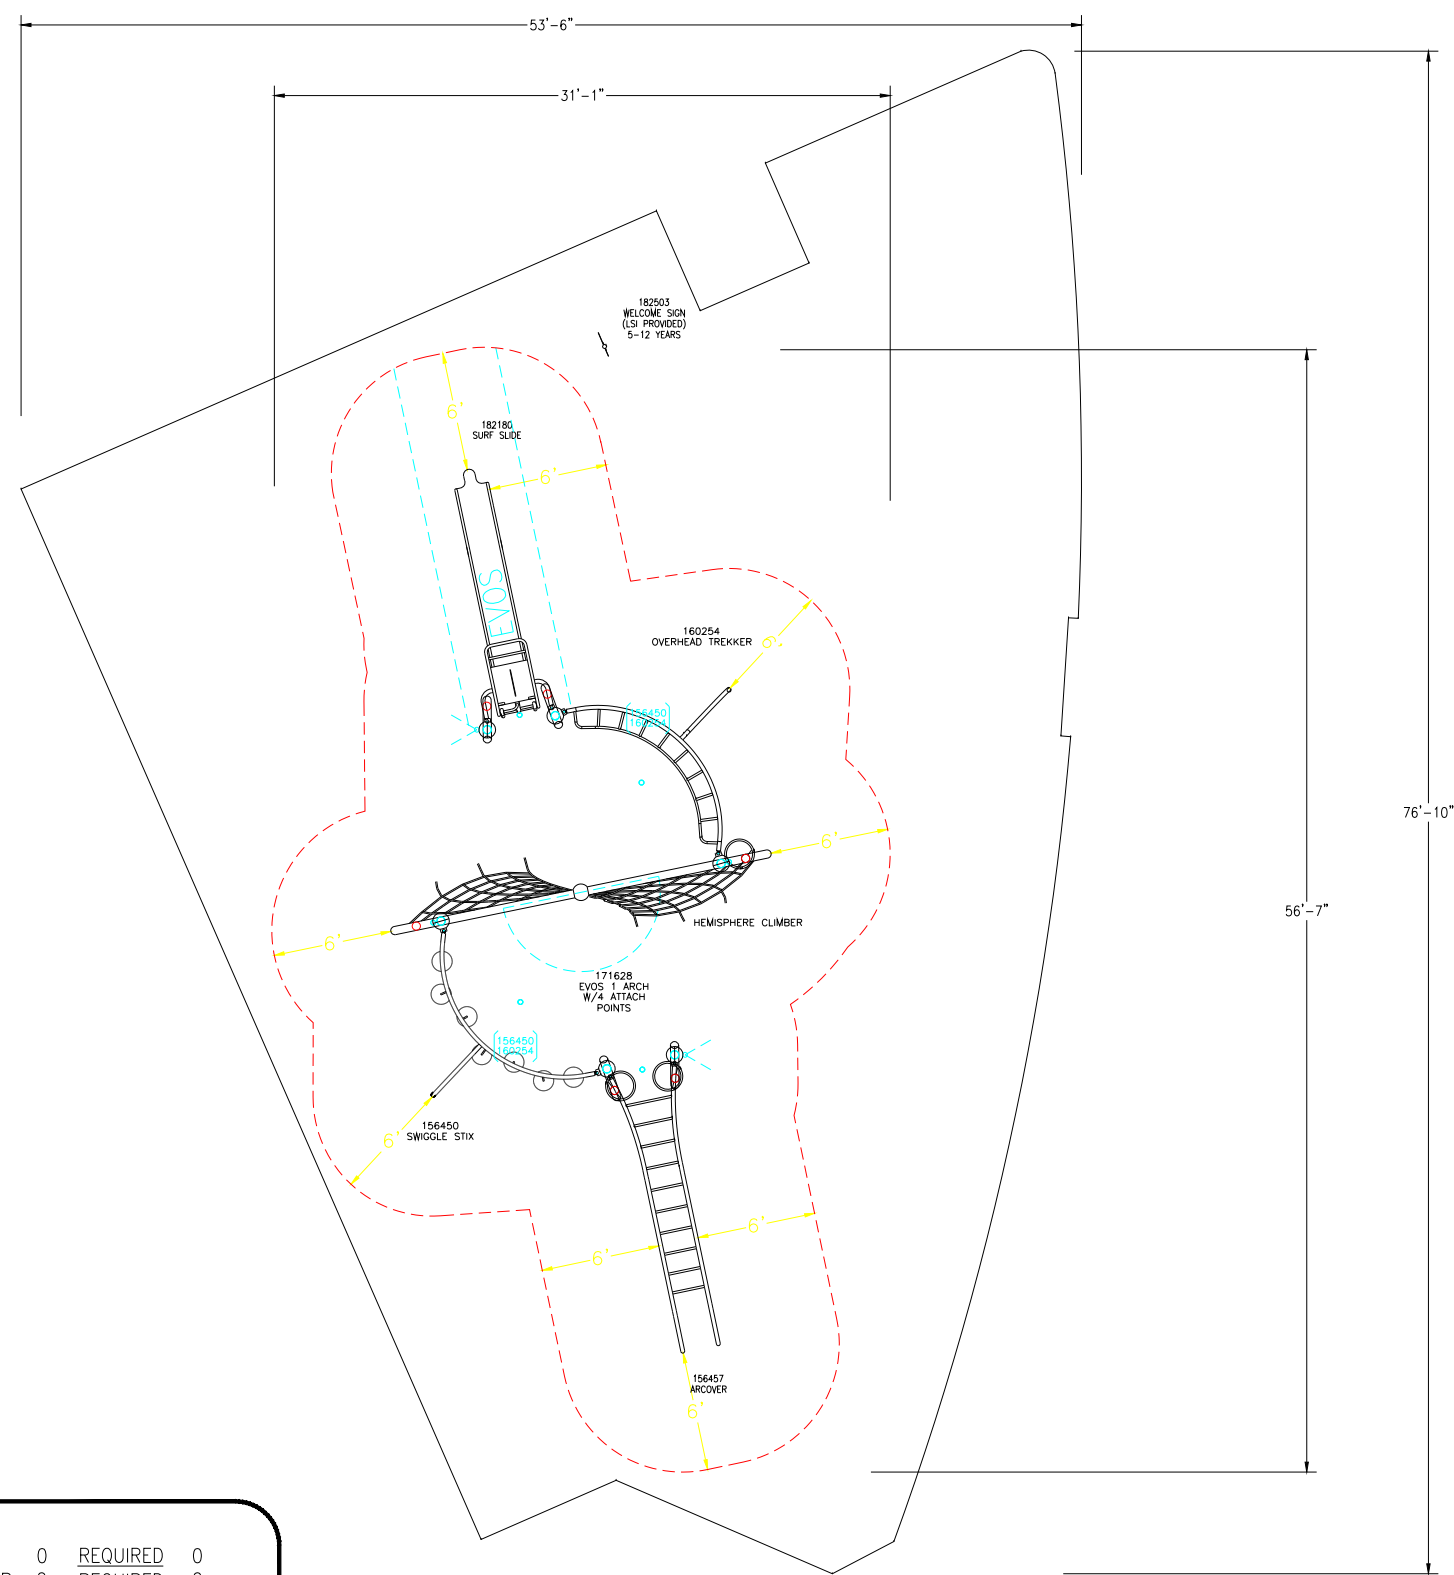 53'-6"
31'-1"
182503
WELCOME SIGN
(LSI PROVIDED)
5-12 YEARS
6'
182180
SURF SLIDE
6'
EVOS
160254
OVERHEAD TREKKER
6'
156450
160254
76'-10"
6'
56'-7"
HEMISPHERE CLIMBER
6'
171628
EVOS 1 ARCH
W/4 ATTACH
POINTS
156450
160254
156450
SWIGGLE STIX
6'
6'
6'
156457
ARCOVER
6'
0 REQUIRED 0